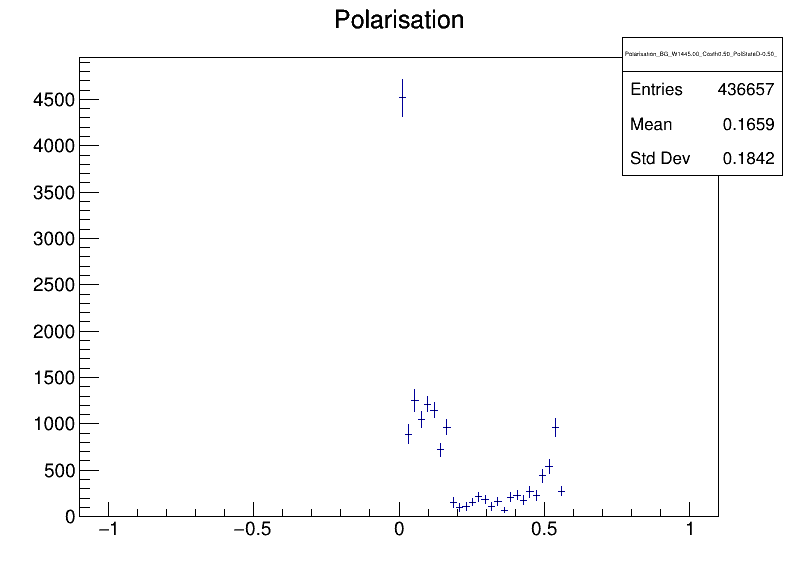 Polarisation
Polarisation_BG_W1445.00_Costh0.50_PolStateD-0.50_
Entries 436657
Mean 0.1659
Std Dev 0.1842
4500
4000
3500
3000
2500
2000
1500
1000
500
0
−1 −0.5 0 0.5 1